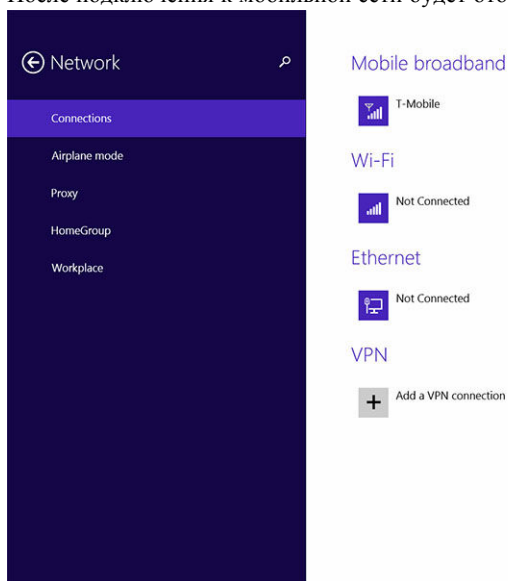 После подключения к мобильной сети будет ото
Network
Connections
Airplane mode
Proxy
HomeGroup
Workplace
Mobile broadband
T-Mobile
Wi-Fi
Not Connected
Ethernet
Not Connected
VPN
Add a VPN connection